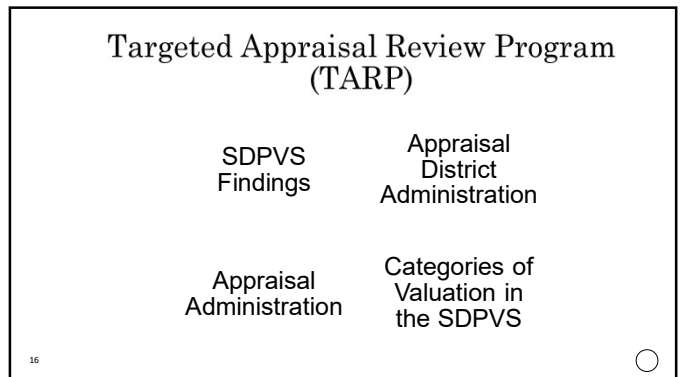 Targeted Appraisal Review Program
(TARP)
SDPVS
Findings
Appraisal
District
Administration
Appraisal
Administration
Categories of
Valuation in
the SDPVS
16